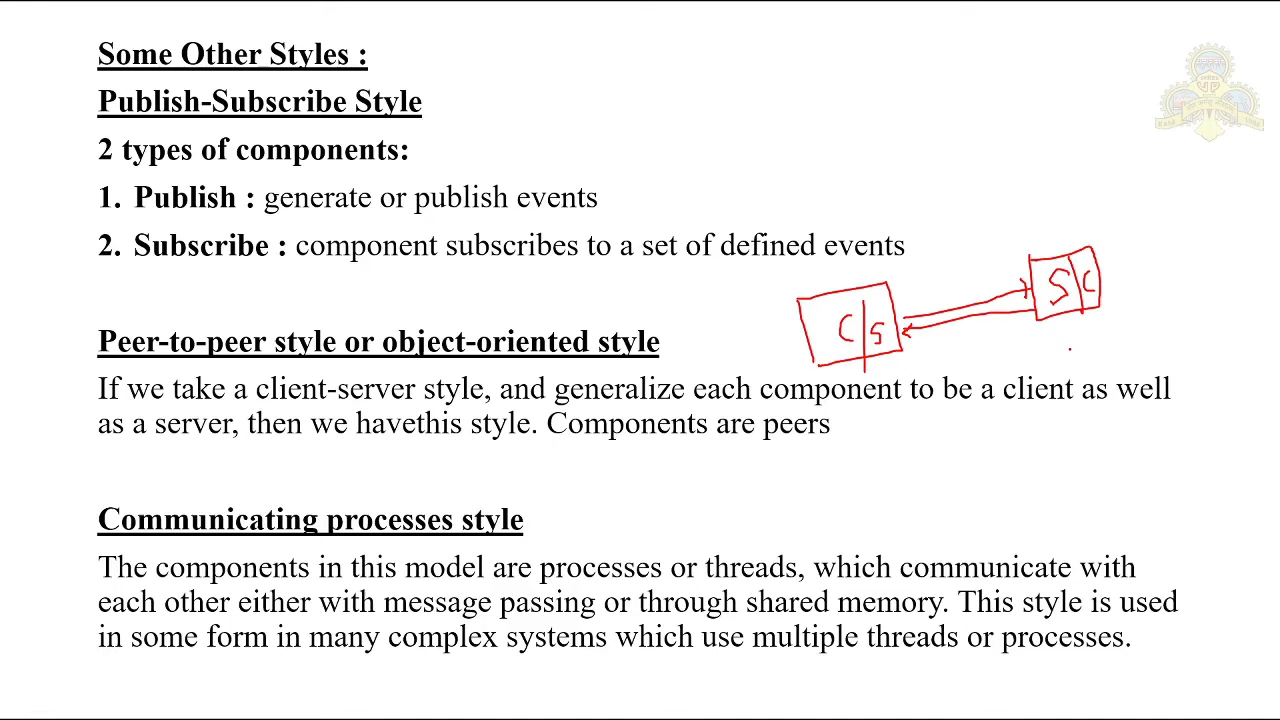 Some Other Styles :
Publish-Subscribe Style
2 types of components:
1. Publish : generate or publish events
2. Subscribe : component subscribes to a set of defined events
C S
S C
Peer-to-peer style or object-oriented style
If we take a client-server style, and generalize each component to be a client as well
as a server, then we havethis style. Components are peers
Communicating processes style
The components in this model are processes or threads, which communicate with
each other either with message passing or through shared memory. This style is used
in some form in many complex systems which use multiple threads or processes.